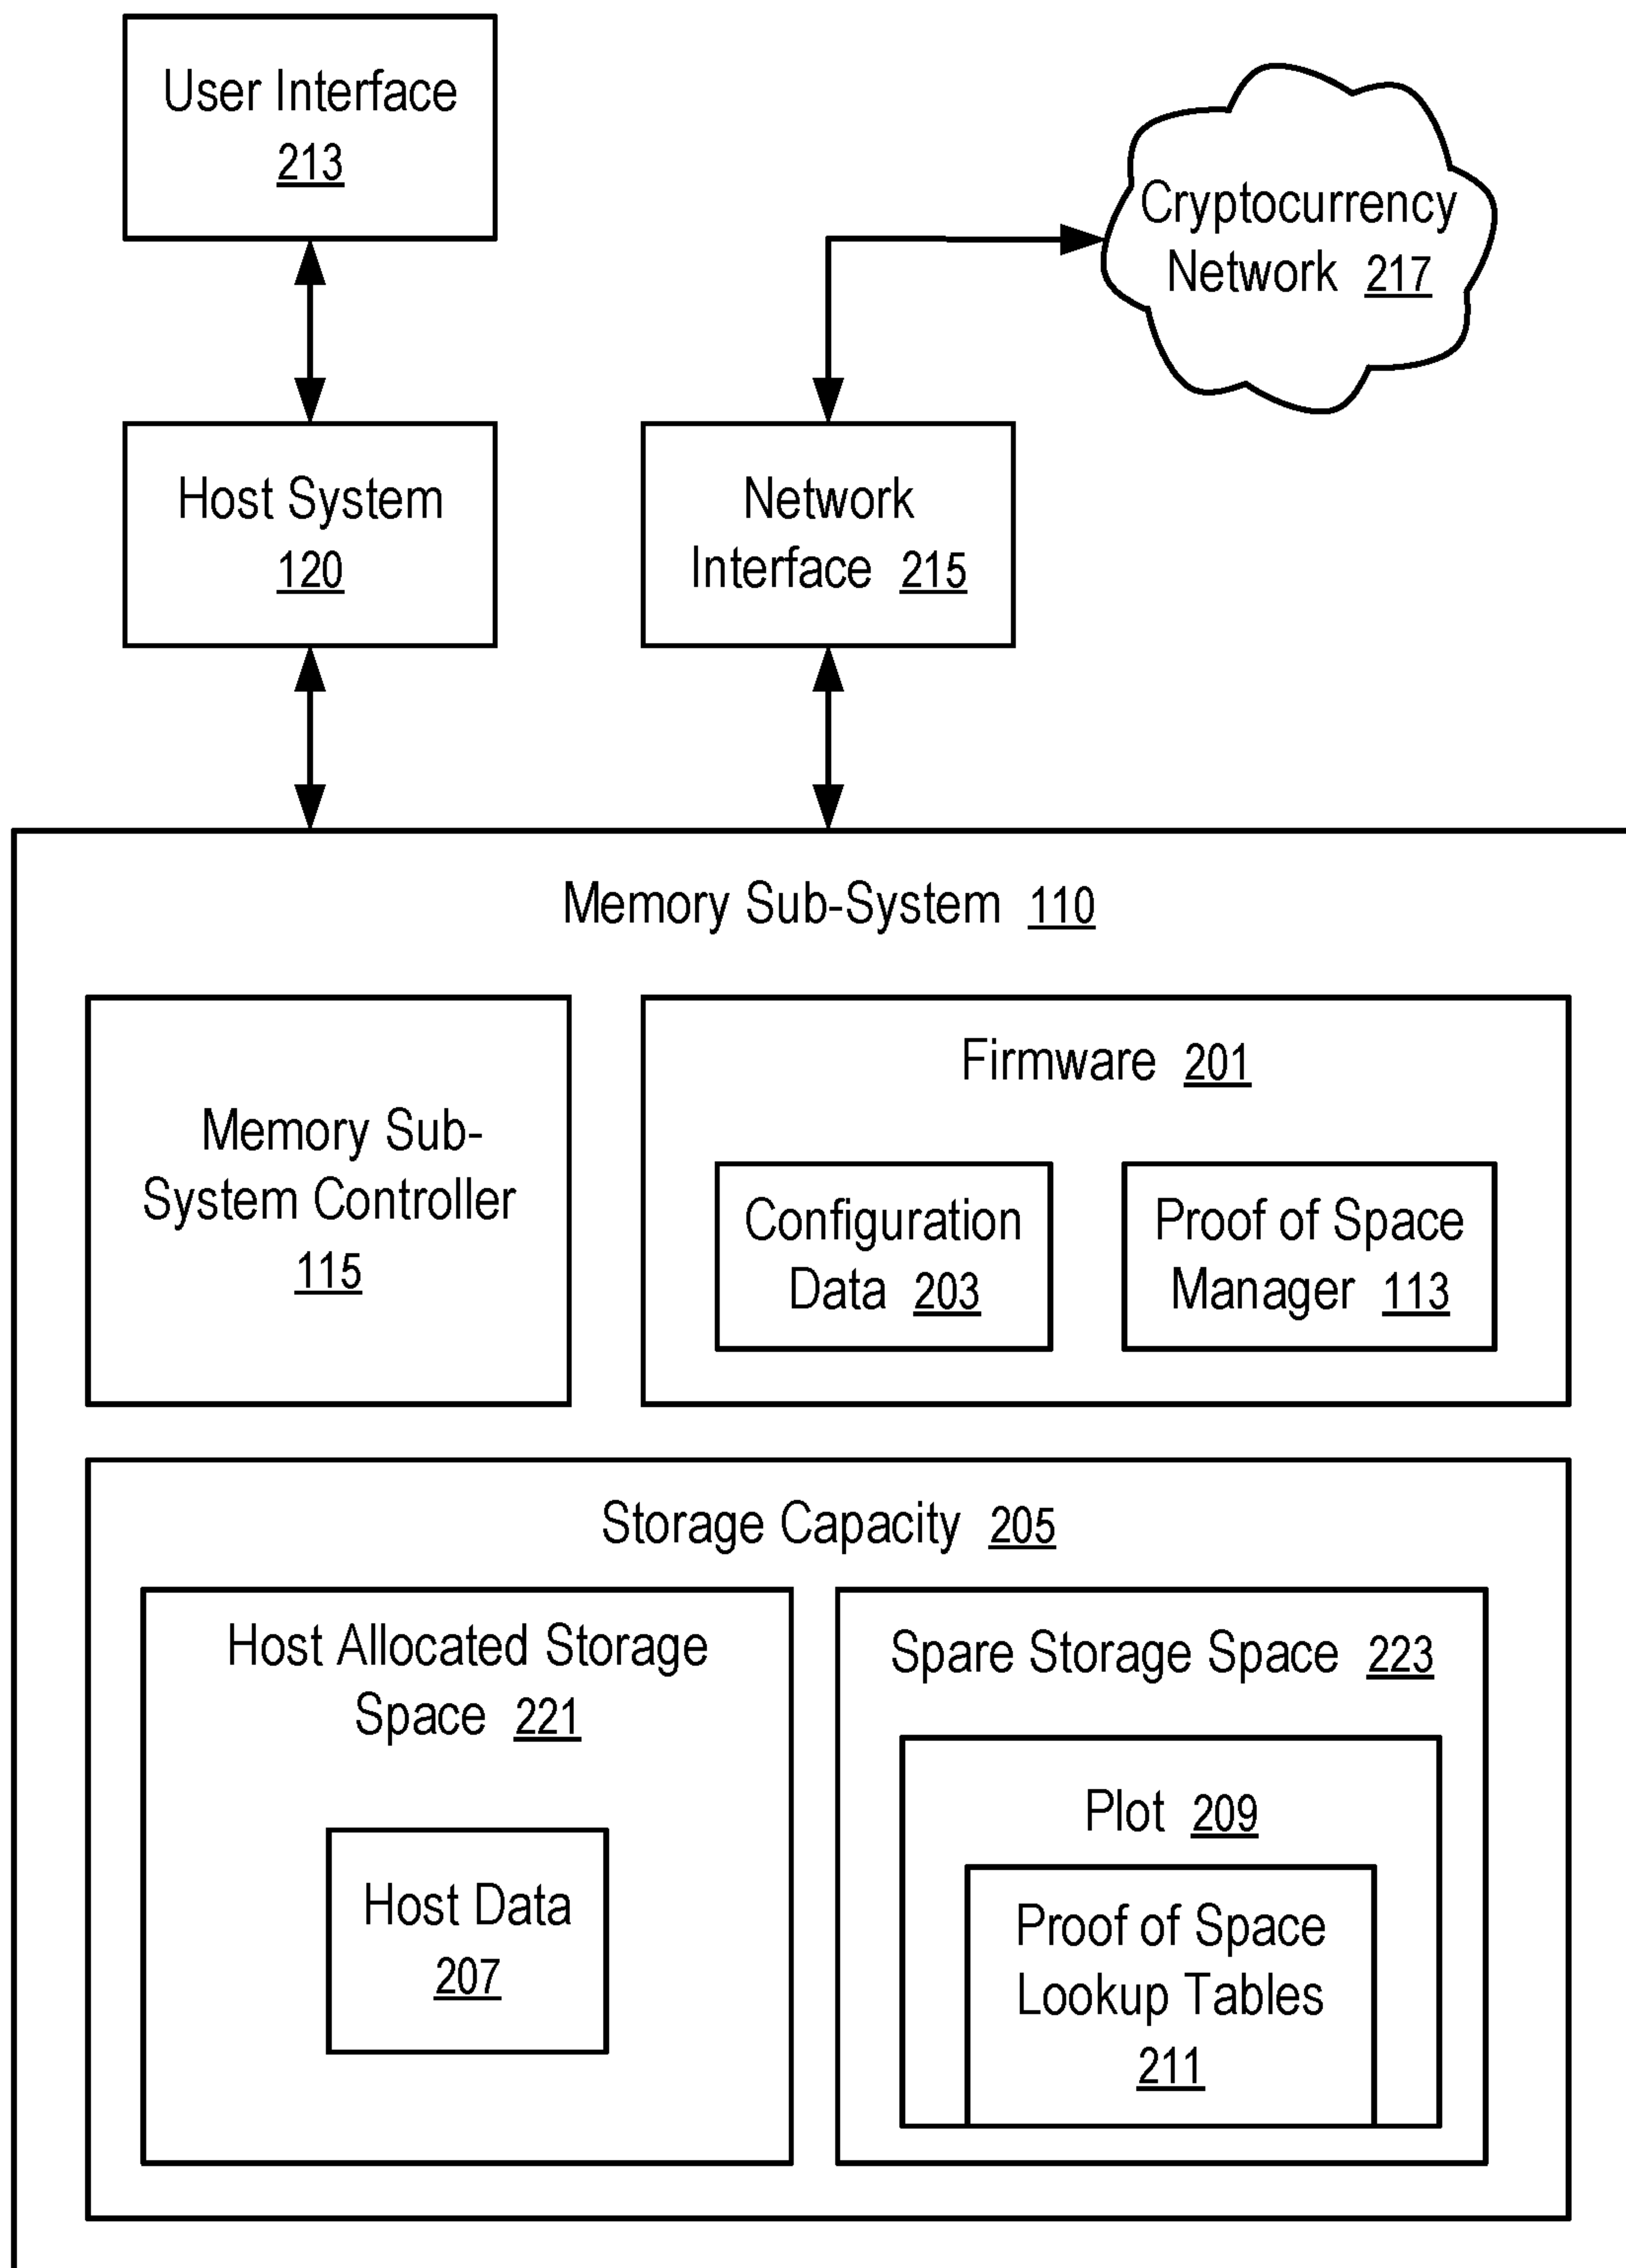 User Interface
213
Cryptocurrency
Network 217
Host System
120
Network
Interface 215
Memory Sub-System 110
Memory Sub-
System Controller
115
Firmware 201
Configuration
Data 203
Proof of Space
Manager 113
Storage Capacity 205
Host Allocated Storage
Space 221
Host Data
207
Spare Storage Space 223
Plot 209
Proof of Space
Lookup Tables
211